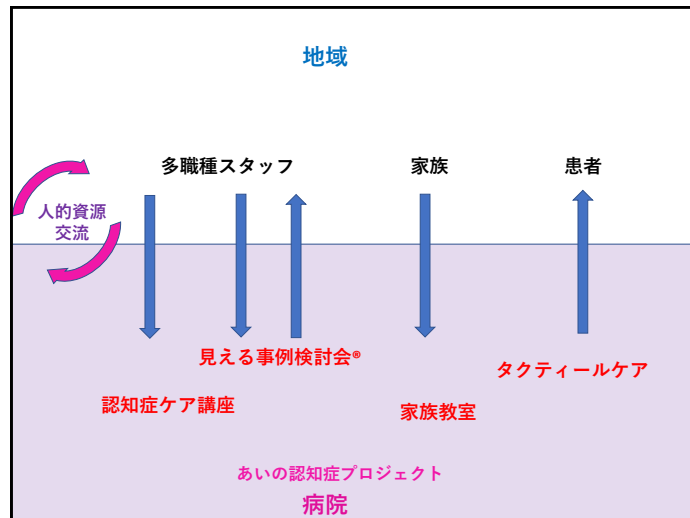 地域
多職種スタッフ
家族
患者
人的資源
交流
見える事例検討会®
タクティールケア
認知症ケア講座
家族教室
あいの認知症プロジェクト
病院